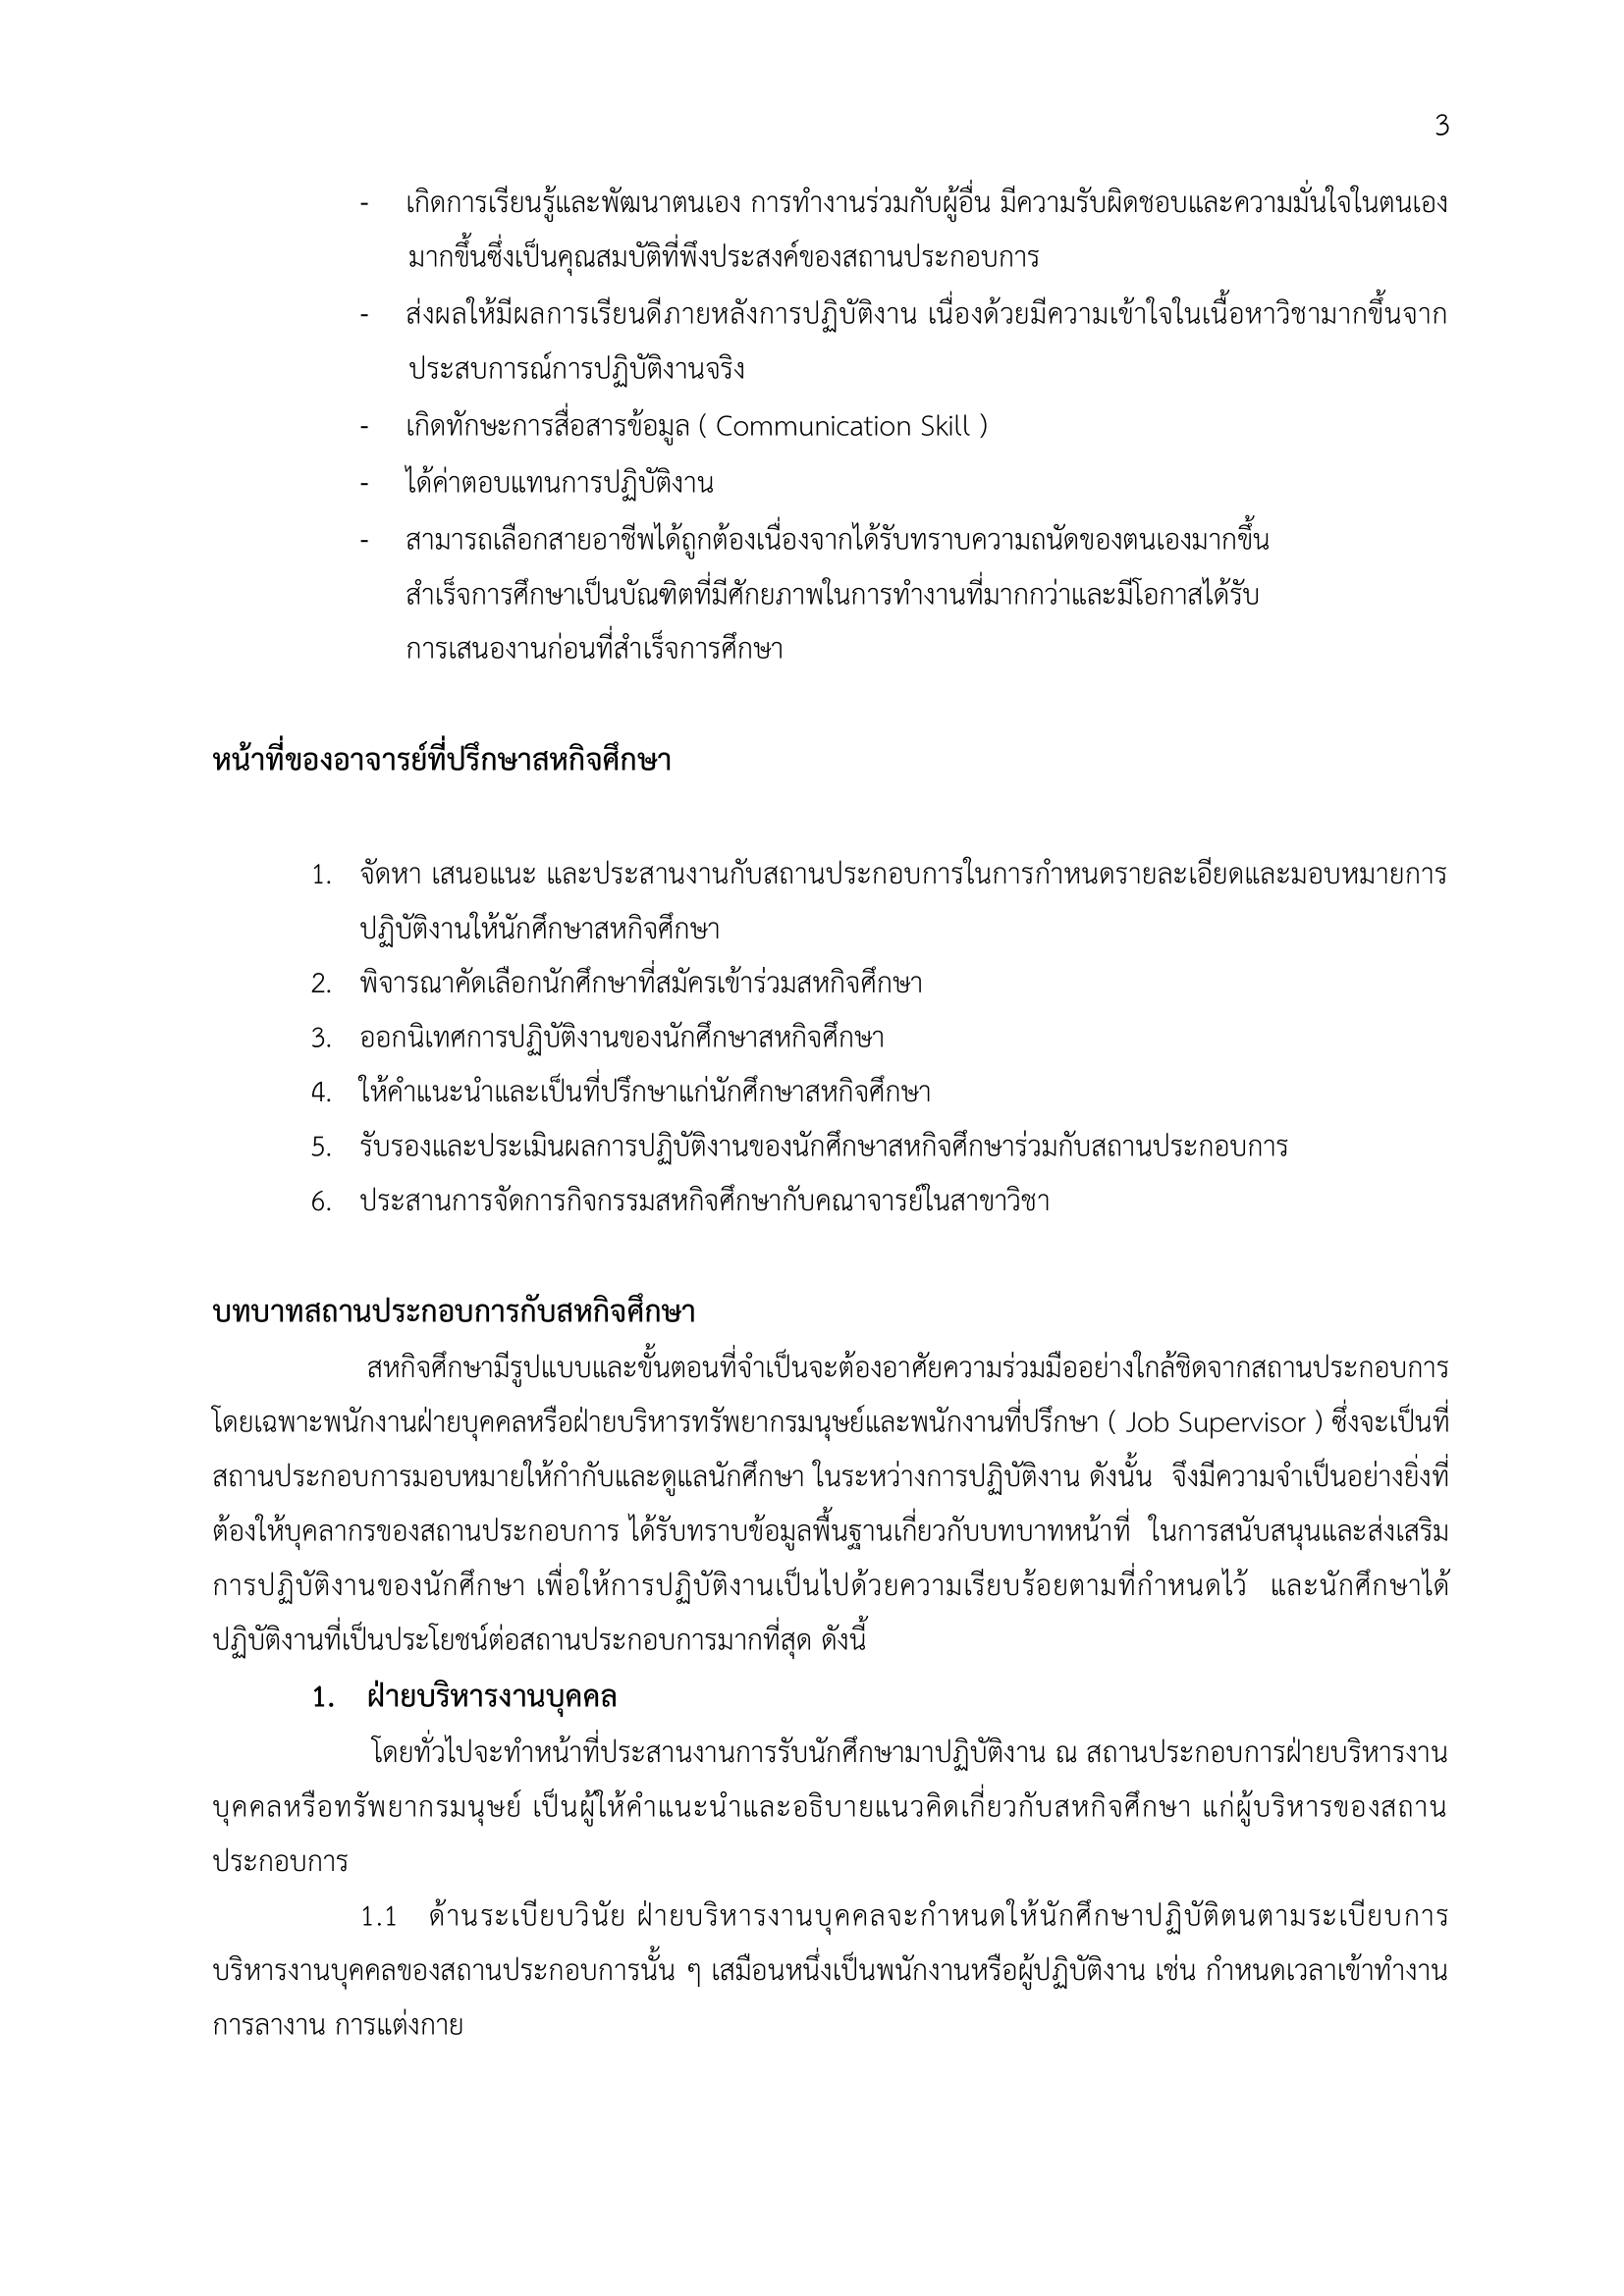 3
- เกิดการเรียนรู้และพัฒนาตนเอง การทำงานร่วมกับผู้อื่น มีความรับผิดชอบและความมั่นใจในตนเอง
มากขึ้นซึ่งเป็นคุณสมบัติที่พึงประสงค์ของสถานประกอบการ
- ส่งผลให้มีผลการเรียนดีภายหลังการปฏิบัติงาน เนื่องด้วยมีความเข้าใจในเนื้อหาวิชามากขึ้นจาก
ประสบการณ์การปฏิบัติงานจริง
- เกิดทักษะการสื่อสารข้อมูล ( Communication Skill )
- ได้ค่าตอบแทนการปฏิบัติงาน
- สามารถเลือกสายอาชีพได้ถูกต้องเนื่องจากได้รับทราบความถนัดของตนเองมากขึ้น
สำเร็จการศึกษาเป็นบัณฑิตที่มีศักยภาพในการทำงานที่มากกว่าและมีโอกาสได้รับ
การเสนองานก่อนที่สำเร็จการศึกษา
หน้าที่ของอาจารย์ที่ปรึกษาสหกิจศึกษา
1. จัดหา เสนอแนะ และประสานงานกับสถานประกอบการในการกำหนดรายละเอียดและมอบหมายการ
ปฏิบัติงานให้นักศึกษาสหกิจศึกษา
2. พิจารณาคัดเลือกนักศึกษาที่สมัครเข้าร่วมสหกิจศึกษา
3. ออกนิเทศการปฏิบัติงานของนักศึกษาสหกิจศึกษา
4. ให้คำแนะนำและเป็นที่ปรึกษาแก่นักศึกษาสหกิจศึกษา
5. รับรองและประเมินผลการปฏิบัติงานของนักศึกษาสหกิจศึกษาร่วมกับสถานประกอบการ
6. ประสานการจัดการกิจกรรมสหกิจศึกษากับคณาจารย์ในสาขาวิชา
บทบาทสถานประกอบการกับสหกิจศึกษา
สหกิจศึกษามีรูปแบบและขั้นตอนที่จำเป็นจะต้องอาศัยความร่วมมืออย่างใกล้ชิดจากสถานประกอบการ
โดยเฉพาะพนักงานฝ่ายบุคคลหรือฝ่ายบริหารทรัพยากรมนุษย์และพนักงานที่ปรึกษา ( Job Supervisor ) ซึ่งจะเป็นที่
สถานประกอบการมอบหมายให้กำกับและดูแลนักศึกษา ในระหว่างการปฏิบัติงาน ดังนั้น จึงมีความจำเป็นอย่างยิ่งที่
ต้องให้บุคลากรของสถานประกอบการ ได้รับทราบข้อมูลพื้นฐานเกี่ยวกับบทบาทหน้าที่ ในการสนับสนุนและส่งเสริม
การปฏิบัติงานของนักศึกษา เพื่อให้การปฏิบัติงานเป็นไปด้วยความเรียบร้อยตามที่กำหนดไว้ และนักศึกษาได้
ปฏิบัติงานที่เป็นประโยชน์ต่อสถานประกอบการมากที่สุด ดังนี้
1. ฝ่ายบริหารงานบุคคล
โดยทั่วไปจะทำหน้าที่ประสานงานการรับนักศึกษามาปฏิบัติงาน ณ สถานประกอบการฝ่ายบริหารงาน
บุคคลหรือทรัพยากรมนุษย์ เป็นผู้ให้คำแนะนำและอธิบายแนวคิดเกี่ยวกับสหกิจศึกษา แก่ผู้บริหารของสถาน
ประกอบการ
1.1 ด้านระเบียบวินัย ฝ่ายบริหารงานบุคคลจะกำหนดให้นักศึกษาปฏิบัติตนตามระเบียบการ
บริหารงานบุคคลของสถานประกอบการนั้น ๆ เสมือนหนึ่งเป็นพนักงานหรือผู้ปฏิบัติงาน เช่น กำหนดเวลาเข้าทำงาน
การลางาน การแต่งกาย